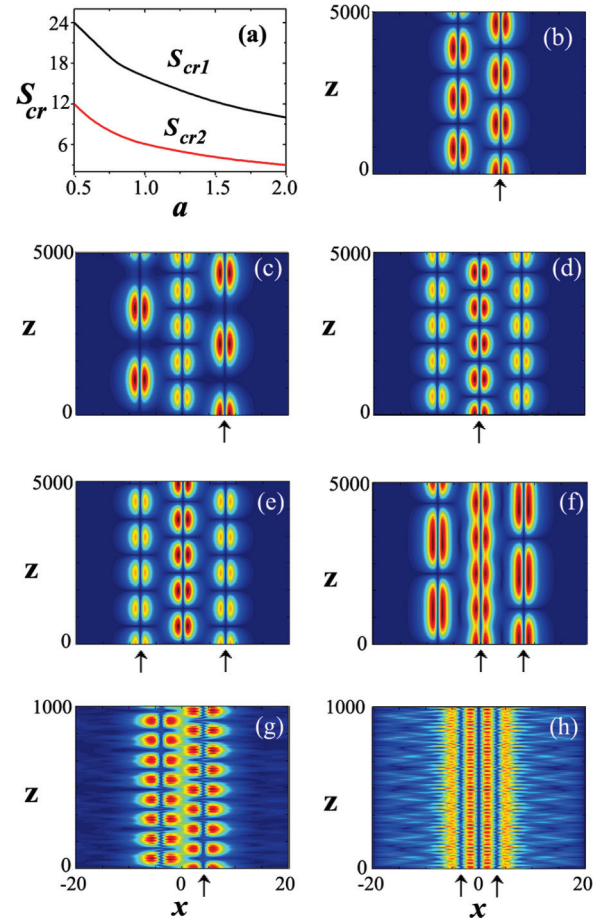 24
18
12
6
S_cr
(a)
S_cr1
S_cr2
0.5 1.0 1.5 2.0
a
5000
z
0
(b)
↑
5000
z
0
(c)
↑
5000
z
0
(d)
↑
5000
z
0
(e)
↑ ↑
5000
z
0
(f)
↑ ↑
1000
z
0
(g)
-20 0 ↑ 20
x
1000
z
0
(h)
-20 ↑ 0 ↑ 20
x